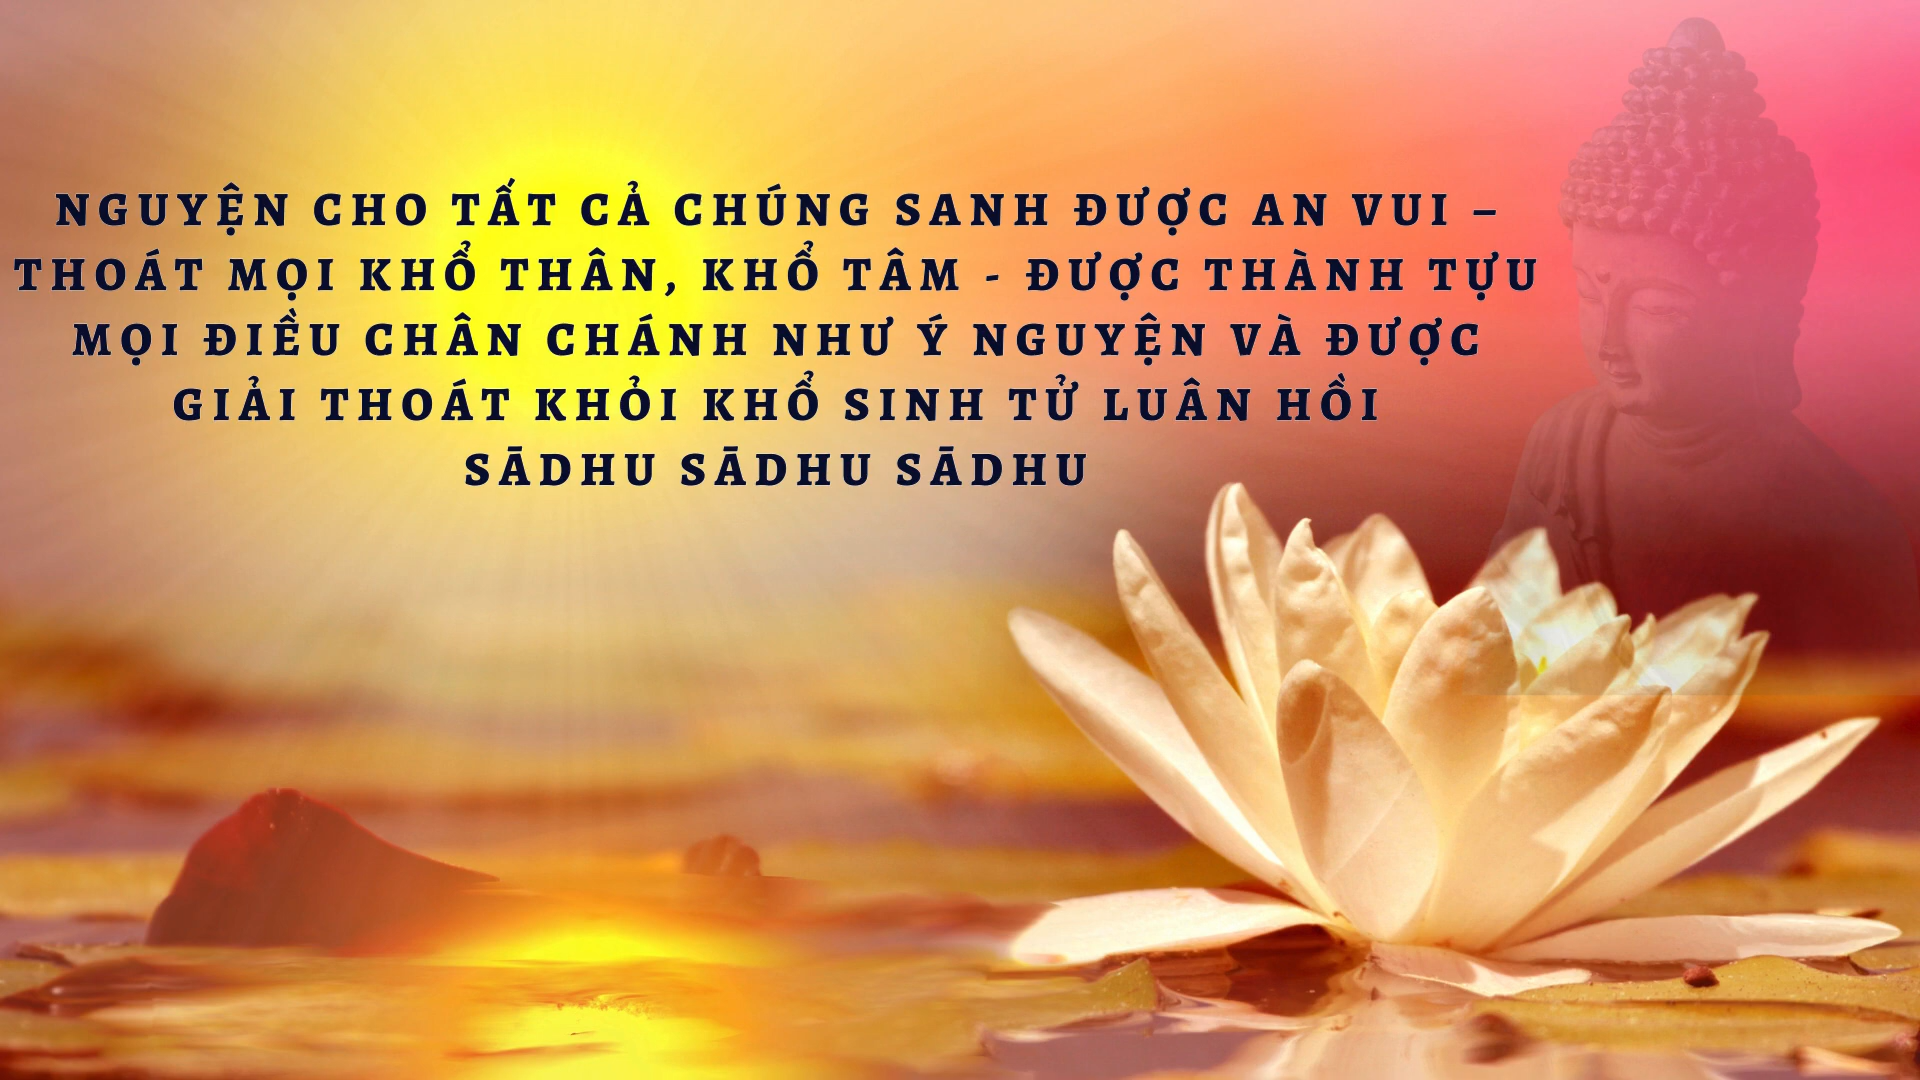 NGUYỆN CHO TẤT CẢ CHÚNG SANH ĐƯỢC AN VUI –
THOÁT MỌI KHỔ THÂN, KHỔ TÂM - ĐƯỢC THÀNH TỰU
MỌI ĐIỀU CHÂN CHÁNH NHƯ Ý NGUYỆN VÀ ĐƯỢC
GIẢI THOÁT KHỎI KHỔ SINH TỬ LUÂN HỒI
SĀDHU SĀDHU SĀDHU